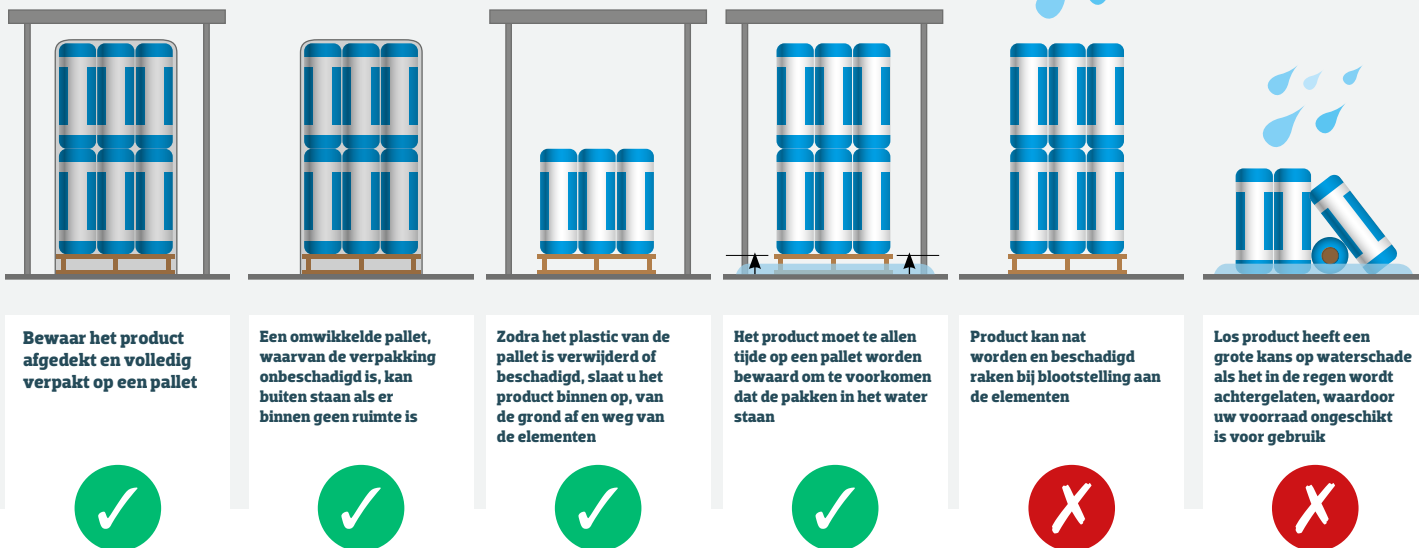 Bewaar het product
afgedekt en volledig
verpakt op een pallet
Een omwikkelde pallet,
waarvan de verpakking
onbeschadigd is, kan
buiten staan als er
binnen geen ruimte is
Zodra het plastic van de
pallet is verwijderd of
beschadigd, slaat u het
product binnen op, van
de grond af en weg van
de elementen
Het product moet te allen
tijde op een pallet worden
bewaard om te voorkomen
dat de pakken in het water
staan
Product kan nat
worden en beschadigd
raken bij blootstelling aan
de elementen
Los product heeft een
grote kans op waterschade
als het in de regen wordt
achtergelaten, waardoor
uw voorraad ongeschikt
is voor gebruik